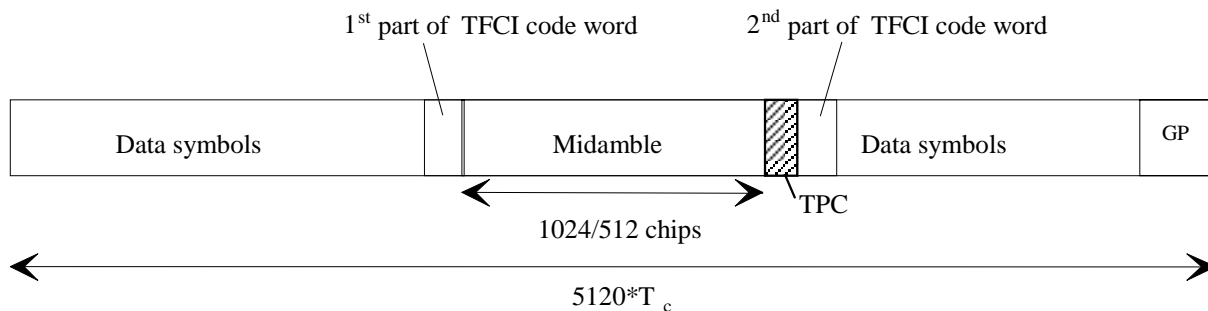 1st part of TFCI code word
2nd part of TFCI code word
Data symbols
Midamble
Data symbols
GP
TPC
1024/512 chips
5120*T c